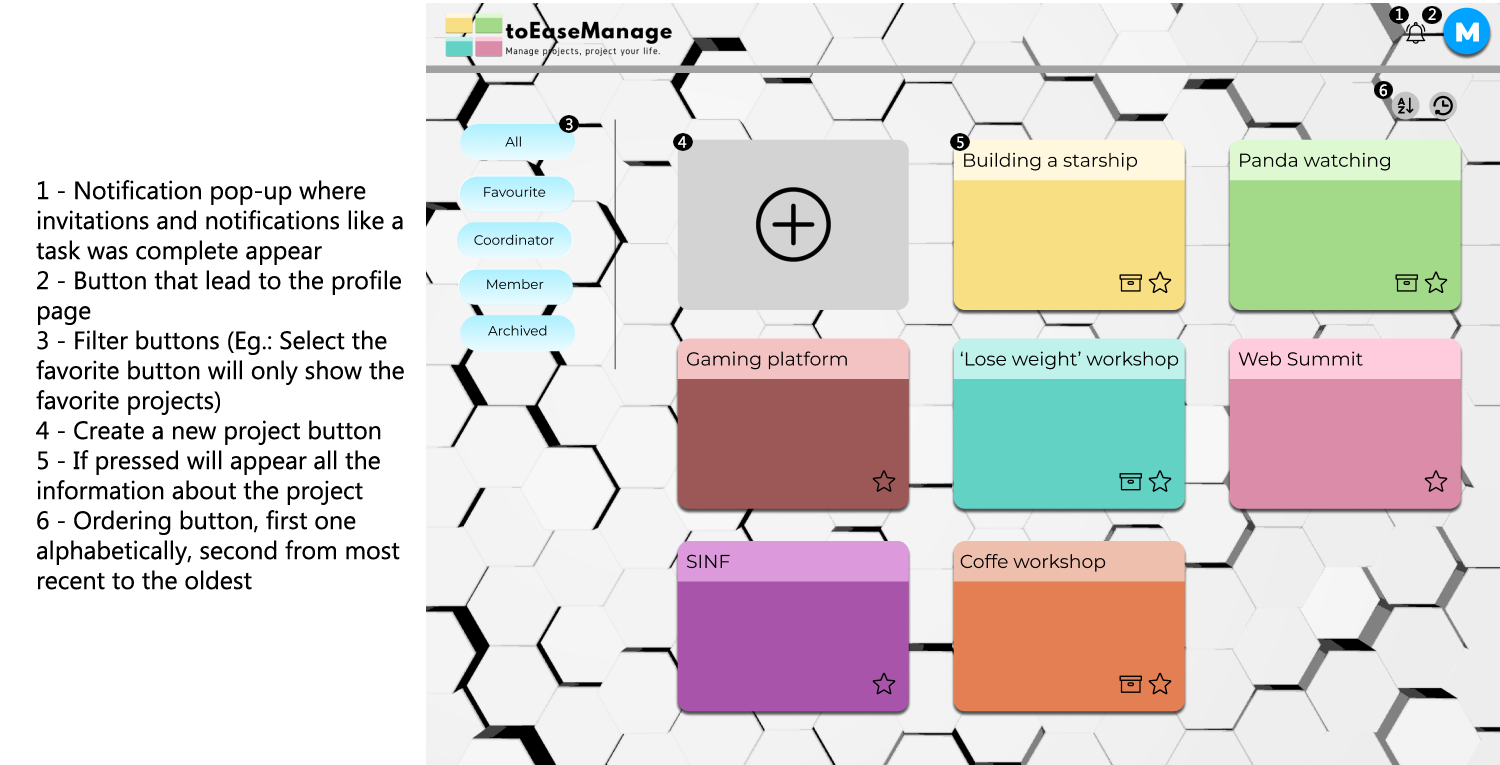 1 - Notification pop-up where
invitations and notifications like a
task was complete appear
2 - Button that lead to the profile
page
3 - Filter buttons (Eg.: Select the
favorite button will only show the
favorite projects)
4 - Create a new project button
5 - If pressed will appear all the
information about the project
6 - Ordering button, first one
alphabetically, second from most
recent to the oldest
toEaseManage
Manage projects, project your life.
1
2
M
6
A
Z
3
All
Favourite
Coordinator
Member
Archived
4
5
Building a starship
Panda watching
Gaming platform
‘Lose weight’ workshop
Web Summit
SINF
Coffe workshop